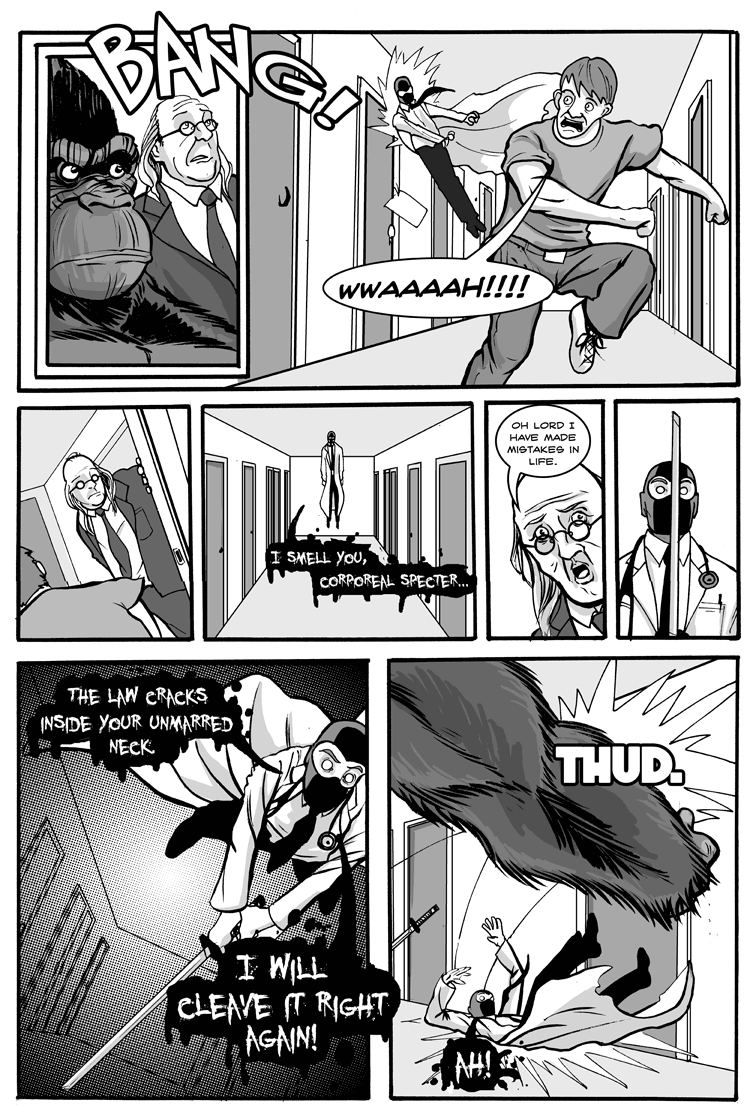 BANG!
WWAAAAH!!!!
I SMELL YOU,
CORPOREAL SPECTER...
OH LORD I
HAVE MADE
MISTAKES IN
LIFE.
THE LAW CRACKS
INSIDE YOUR UNMARRED
NECK.
I WILL
CLEAVE IT RIGHT
AGAIN!
THUD.
AH!